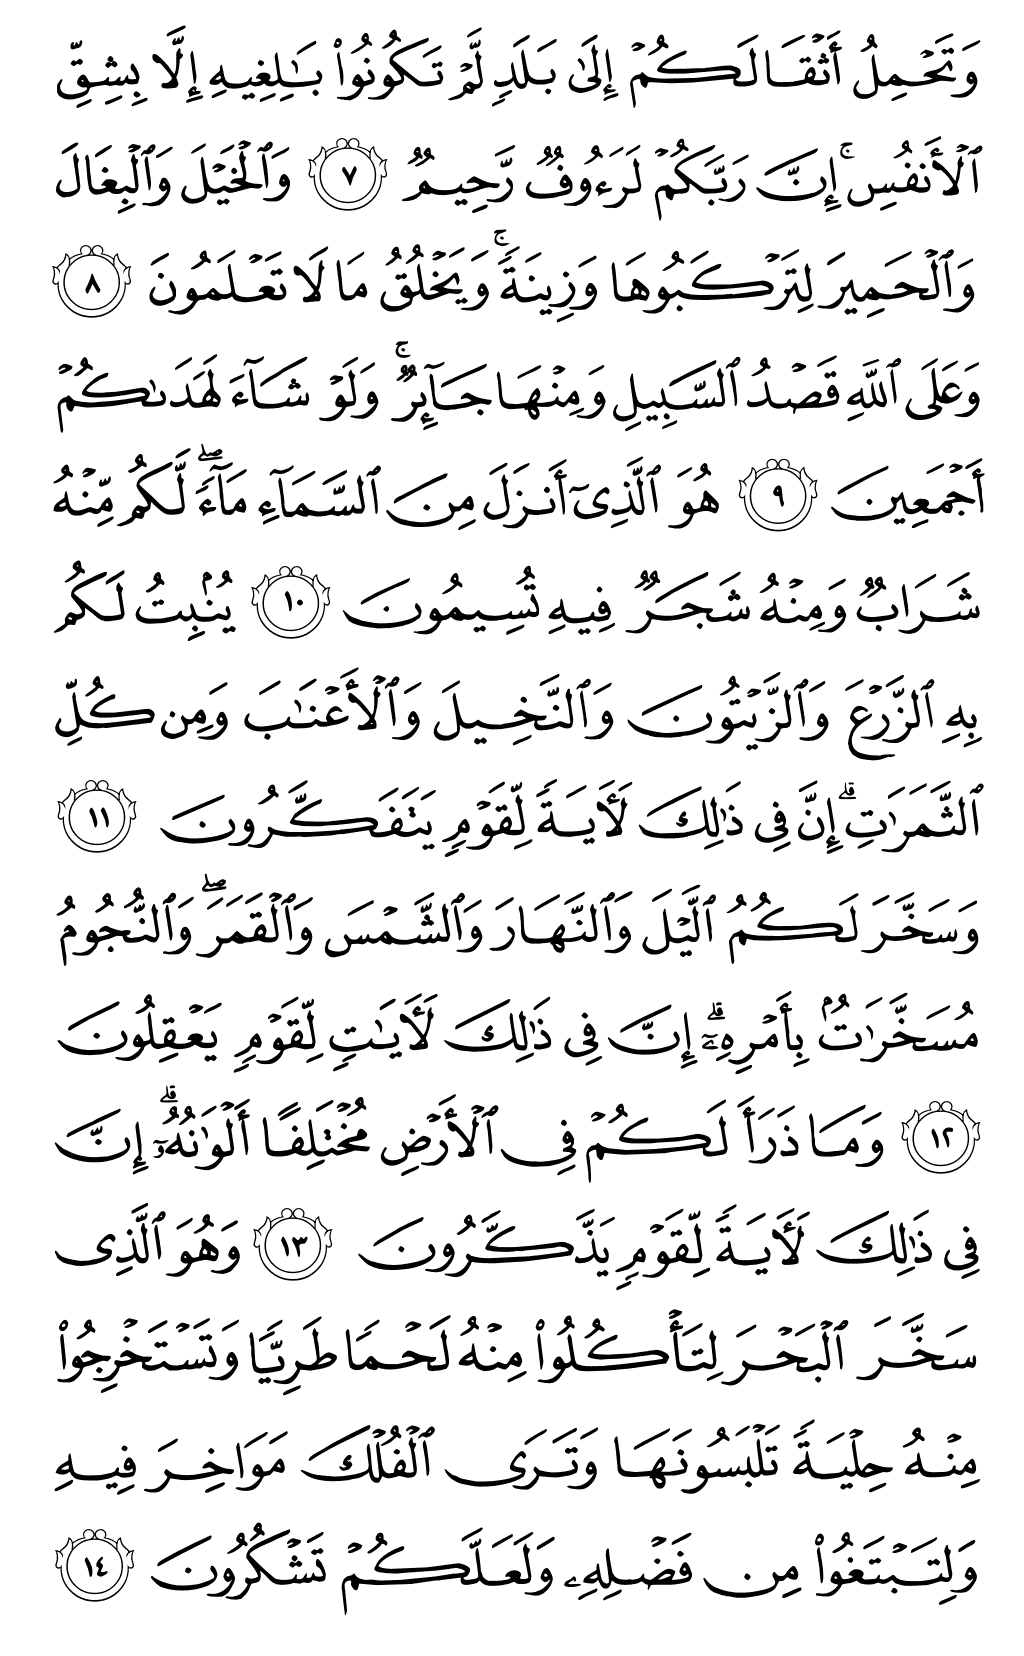 وَتَحۡمِلُ أَثۡقَالَكُمۡ إِلَىٰ بَلَدٖ لَّمۡ تَكُونُواْ بَٰلِغِيهِ إِلَّا بِشِقِّ
ٱلۡأَنفُسِۚ إِنَّ رَبَّكُمۡ لَرَءُوفٞ رَّحِيمٞ ٧ وَٱلۡخَيۡلَ وَٱلۡبِغَالَ
وَٱلۡحَمِيرَ لِتَرۡكَبُوهَا وَزِينَةٗۚ وَيَخۡلُقُ مَا لَا تَعۡلَمُونَ ٨
وَعَلَى ٱللَّهِ قَصۡدُ ٱلسَّبِيلِ وَمِنۡهَا جَآئِرٞۚ وَلَوۡ شَآءَ لَهَدَىٰكُمۡ
أَجۡمَعِينَ ٩ هُوَ ٱلَّذِيٓ أَنزَلَ مِنَ ٱلسَّمَآءِ مَآءٗۖ لَّكُم مِّنۡهُ
شَرَابٞ وَمِنۡهُ شَجَرٞ فِيهِ تُسِيمُونَ ١٠ يُنۢبِتُ لَكُم
بِهِ ٱلزَّرۡعَ وَٱلزَّيۡتُونَ وَٱلنَّخِيلَ وَٱلۡأَعۡنَٰبَ وَمِن كُلِّ
ٱلثَّمَرَٰتِۚ إِنَّ فِي ذَٰلِكَ لَأٓيَةٗ لِّقَوۡمٖ يَتَفَكَّرُونَ ١١
وَسَخَّرَ لَكُمُ ٱلَّيۡلَ وَٱلنَّهَارَ وَٱلشَّمۡسَ وَٱلۡقَمَرَۖ وَٱلنُّجُومُ
مُسَخَّرَٰتُۢ بِأَمۡرِهِۦٓۚ إِنَّ فِي ذَٰلِكَ لَأٓيَٰتٖ لِّقَوۡمٖ يَعۡقِلُونَ
١٢ وَمَا ذَرَأَ لَكُمۡ فِي ٱلۡأَرۡضِ مُخۡتَلِفًا أَلۡوَٰنُهُۥٓۚ إِنَّ
فِي ذَٰلِكَ لَأٓيَةٗ لِّقَوۡمٖ يَذَّكَّرُونَ ١٣ وَهُوَ ٱلَّذِي
سَخَّرَ ٱلۡبَحۡرَ لِتَأۡكُلُواْ مِنۡهُ لَحۡمٗا طَرِيّٗا وَتَسۡتَخۡرِجُواْ
مِنۡهُ حِلۡيَةٗ تَلۡبَسُونَهَا وَتَرَى ٱلۡفُلۡكَ مَوَاخِرَ فِيهِ
وَلِتَبۡتَغُواْ مِن فَضۡلِهِۦ وَلَعَلَّكُمۡ تَشۡكُرُونَ ١٤